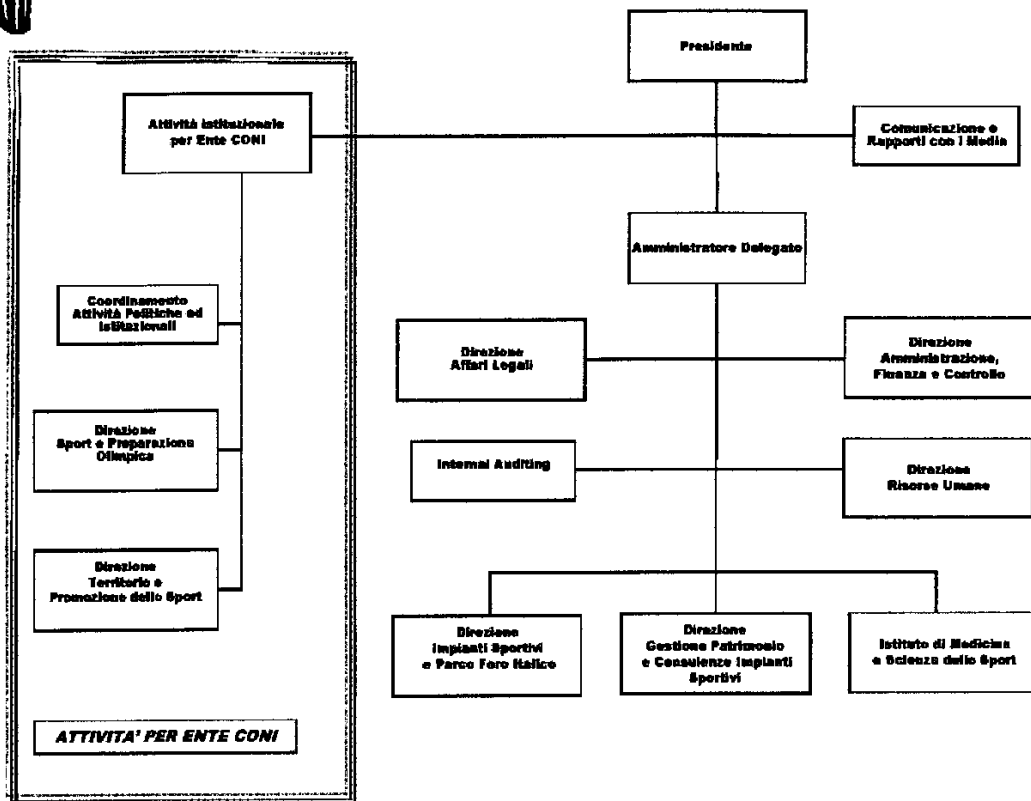 Presidente
Attività istituzionale
per Ente CONI
Comunicazione e
Rapporti con i Media
Amministratore Delegato
Coordinamento
Attività Politiche ed
Istituzionali
Direzione
Affari Legali
Direzione
Amministrazione,
Finanza e Controllo
Direzione
Sport e Preparazione
Olimpica
Internal Auditing
Direzione
Risorse Umane
Direzione
Territorio e
Promozione dello Sport
Direzione
Impianti Sportivi
e Parco Foro Italico
Direzione
Gestione Patrimonio
e Consulenze Impianti
Sportivi
Istituto di Medicina
e Scienza dello Sport
ATTIVITA' PER ENTE CONI